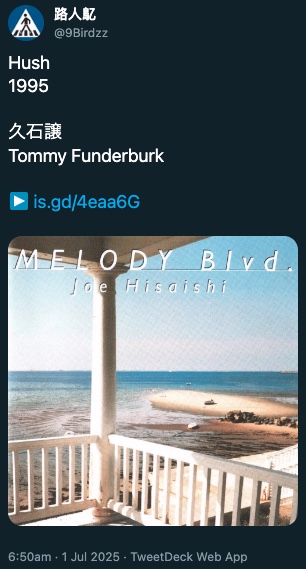 路人髟
@9Birdzz
Hush
1995
久石譲
Tommy Funderburk
is.gd/4eaa6G
MELODY Blvd.
Joe Hisaishi
6:50am · 1 Jul 2025 · TweetDeck Web App